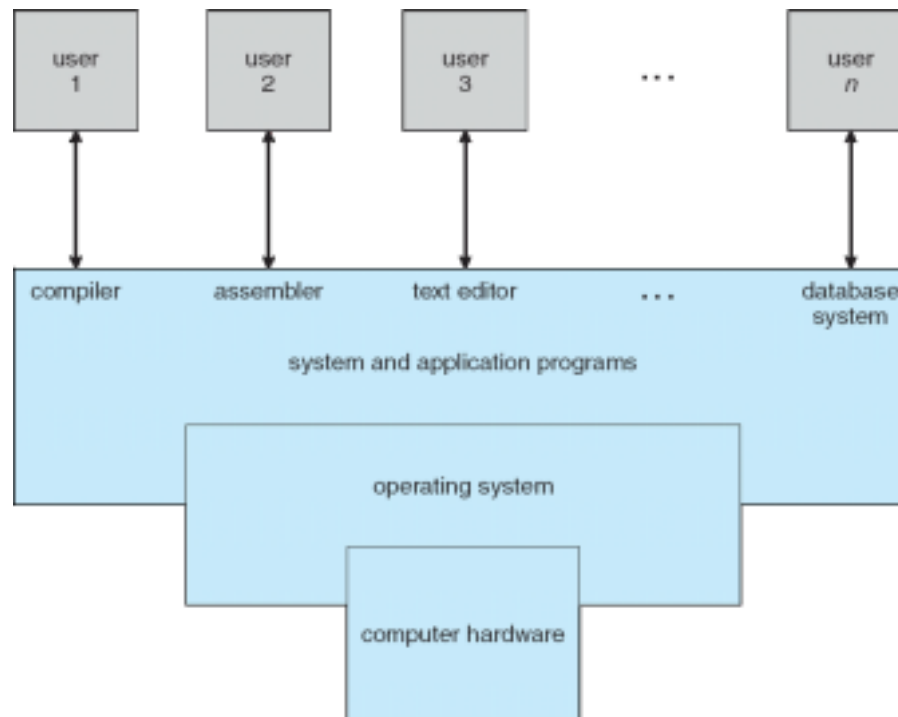 user
1
user
2
user
3
...
user
n
compiler
assembler
text editor
...
database
system
system and application programs
operating system
computer hardware